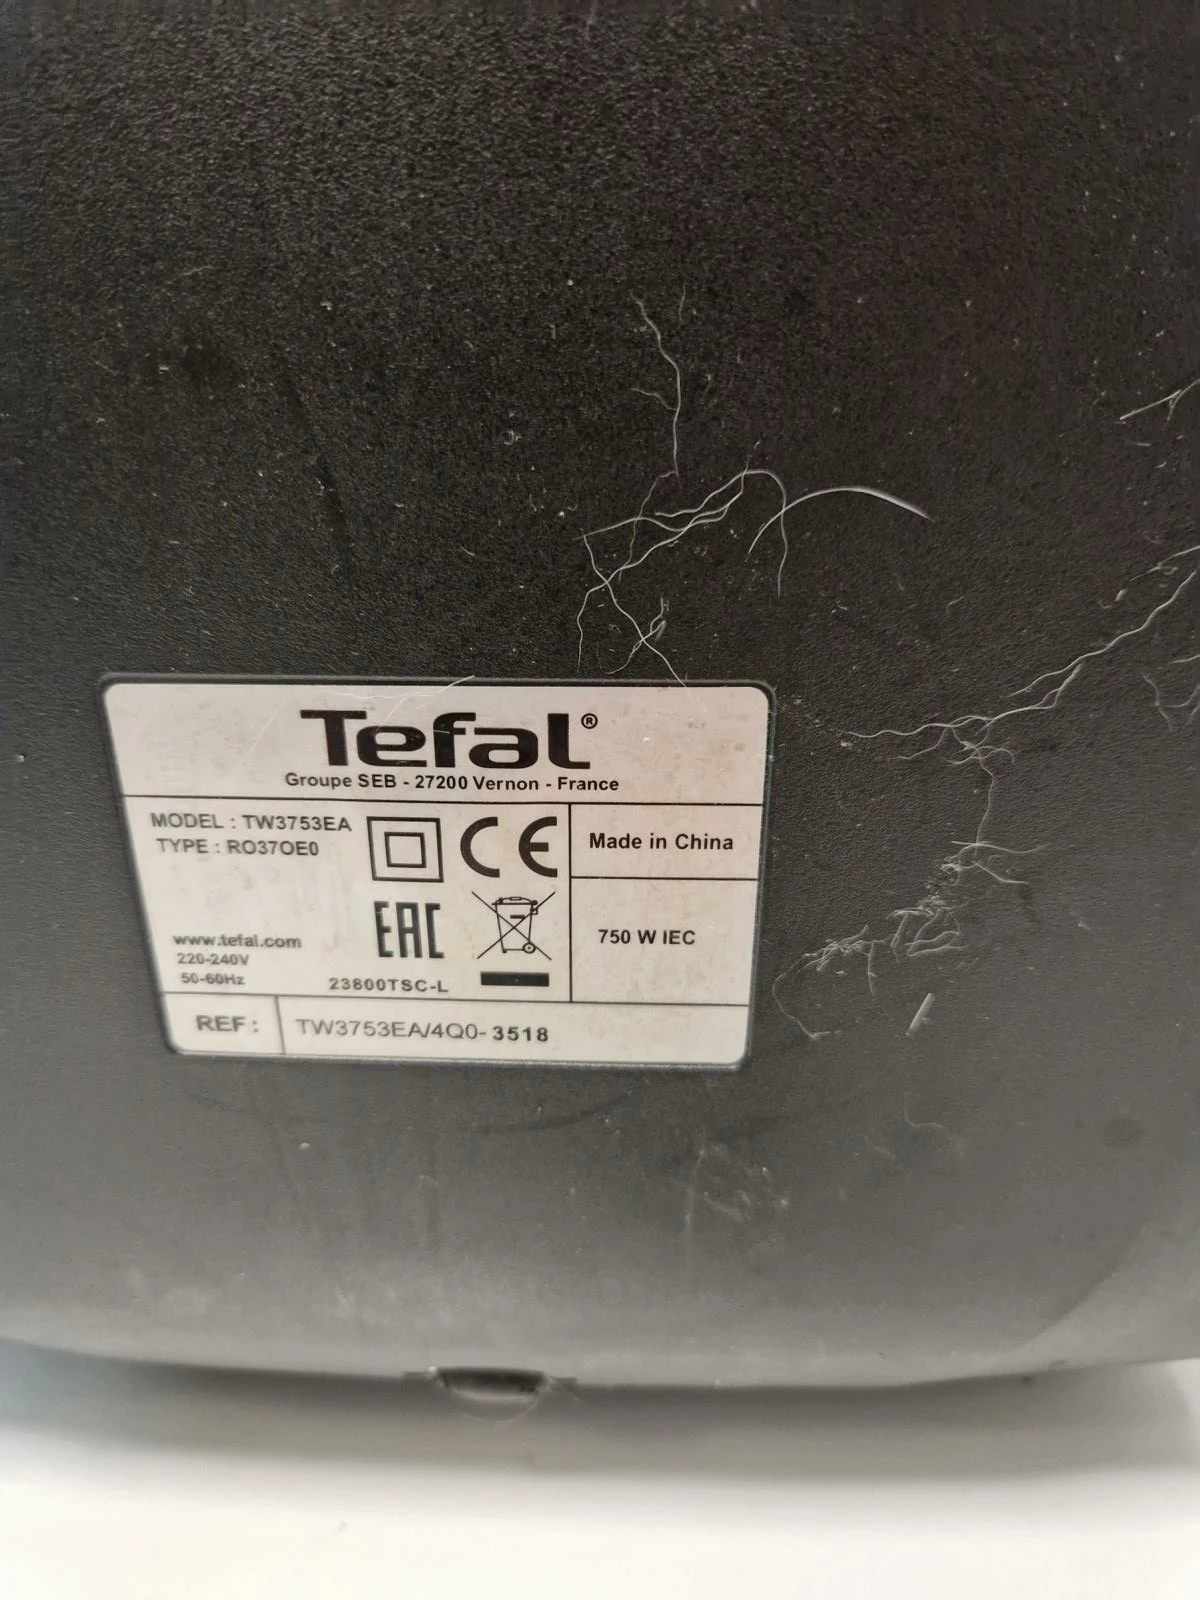 Tefal®
Groupe SEB - 27200 Vernon - France
MODEL : TW3753EA
TYPE : RO37OE0
CE
Made in China
EAC
750 W IEC
www.tefal.com
220-240V
50-60Hz
23800TSC-L
REF : TW3753EA/4Q0- 3518